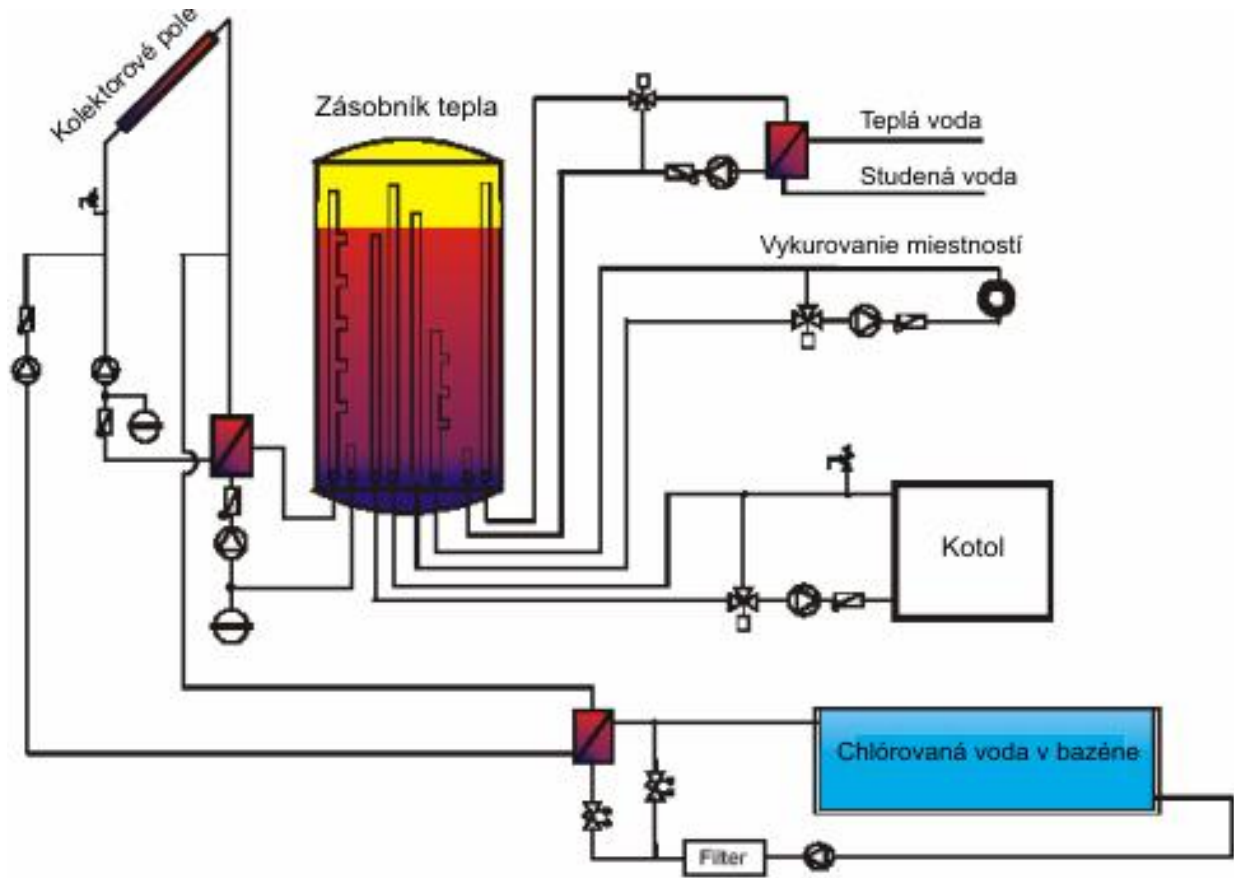 Kolektorové pole
Zásobník tepla
Teplá voda
Studená voda
Vykurovanie miestností
Kotol
Chlórovaná voda v bazéne
Filter